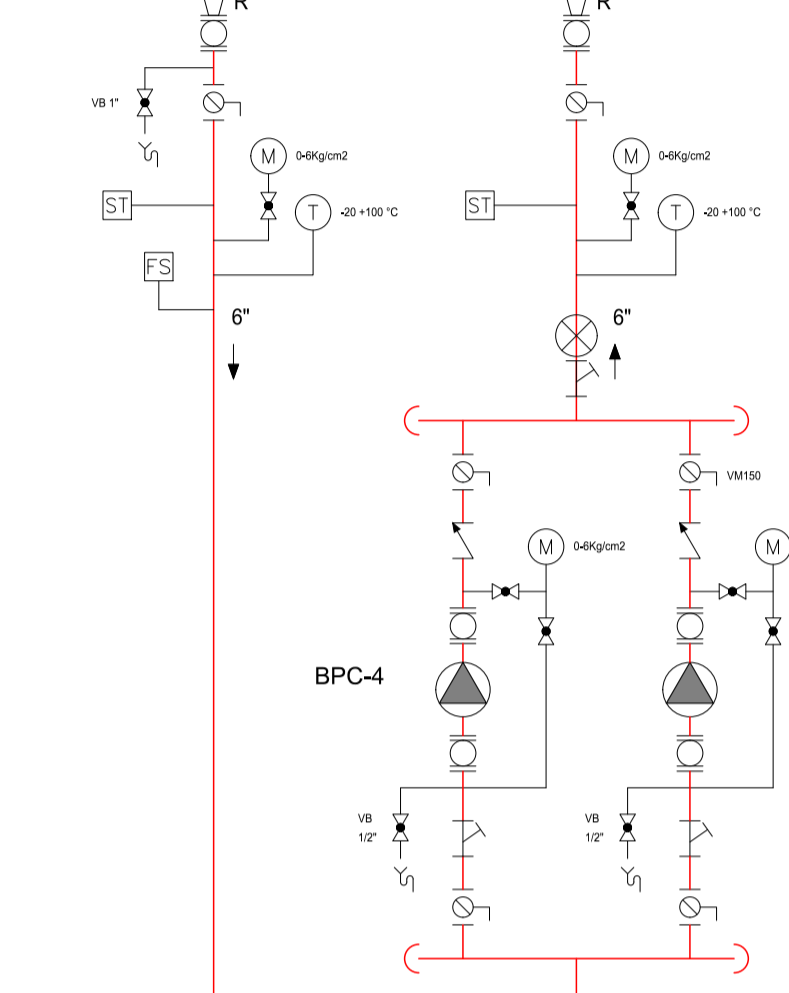 R
R
VB 1"
M
0-6Kg/cm2
M
0-6Kg/cm2
ST
T
-20 +100 °C
ST
T
-20 +100 °C
FS
6"
6"
VM150
M
0-6Kg/cm2
M
BPC-4
VB
1/2"
VB
1/2"